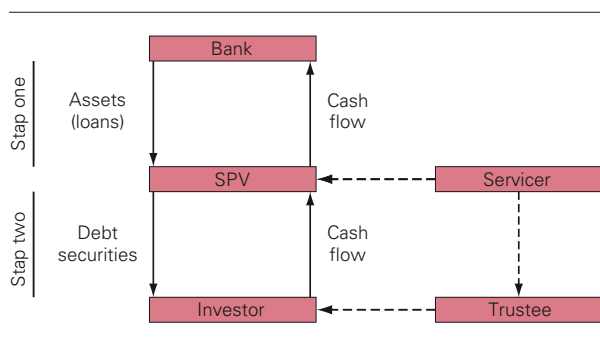 Bank
Stap one
Assets
(loans)
Cash
flow
SPV
Servicer
Stap two
Debt
securities
Cash
flow
Investor
Trustee